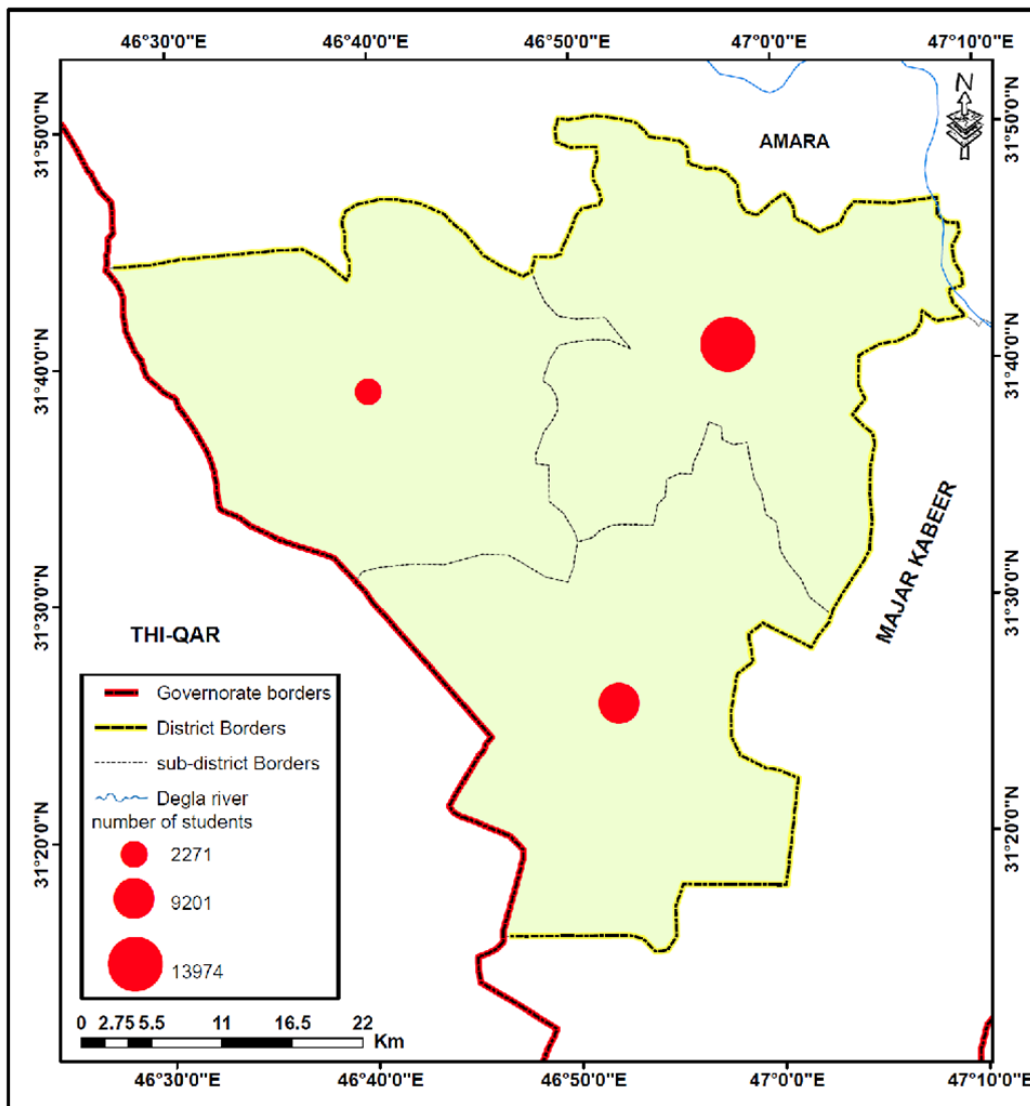 46°30'0"E 46°40'0"E 46°50'0"E 47°0'0"E 47°10'0"E
31°50'0"N
31°50'0"N
N
AMARA
31°40'0"N
31°40'0"N
MAJAR KABEER
31°30'0"N
31°30'0"N
THI-QAR
Governorate borders
District Borders
sub-district Borders
Degla river
number of students
2271
9201
13974
31°20'0"N
31°20'0"N
0 2.75 5.5 11 16.5 22
Km
46°30'0"E 46°40'0"E 46°50'0"E 47°0'0"E 47°10'0"E